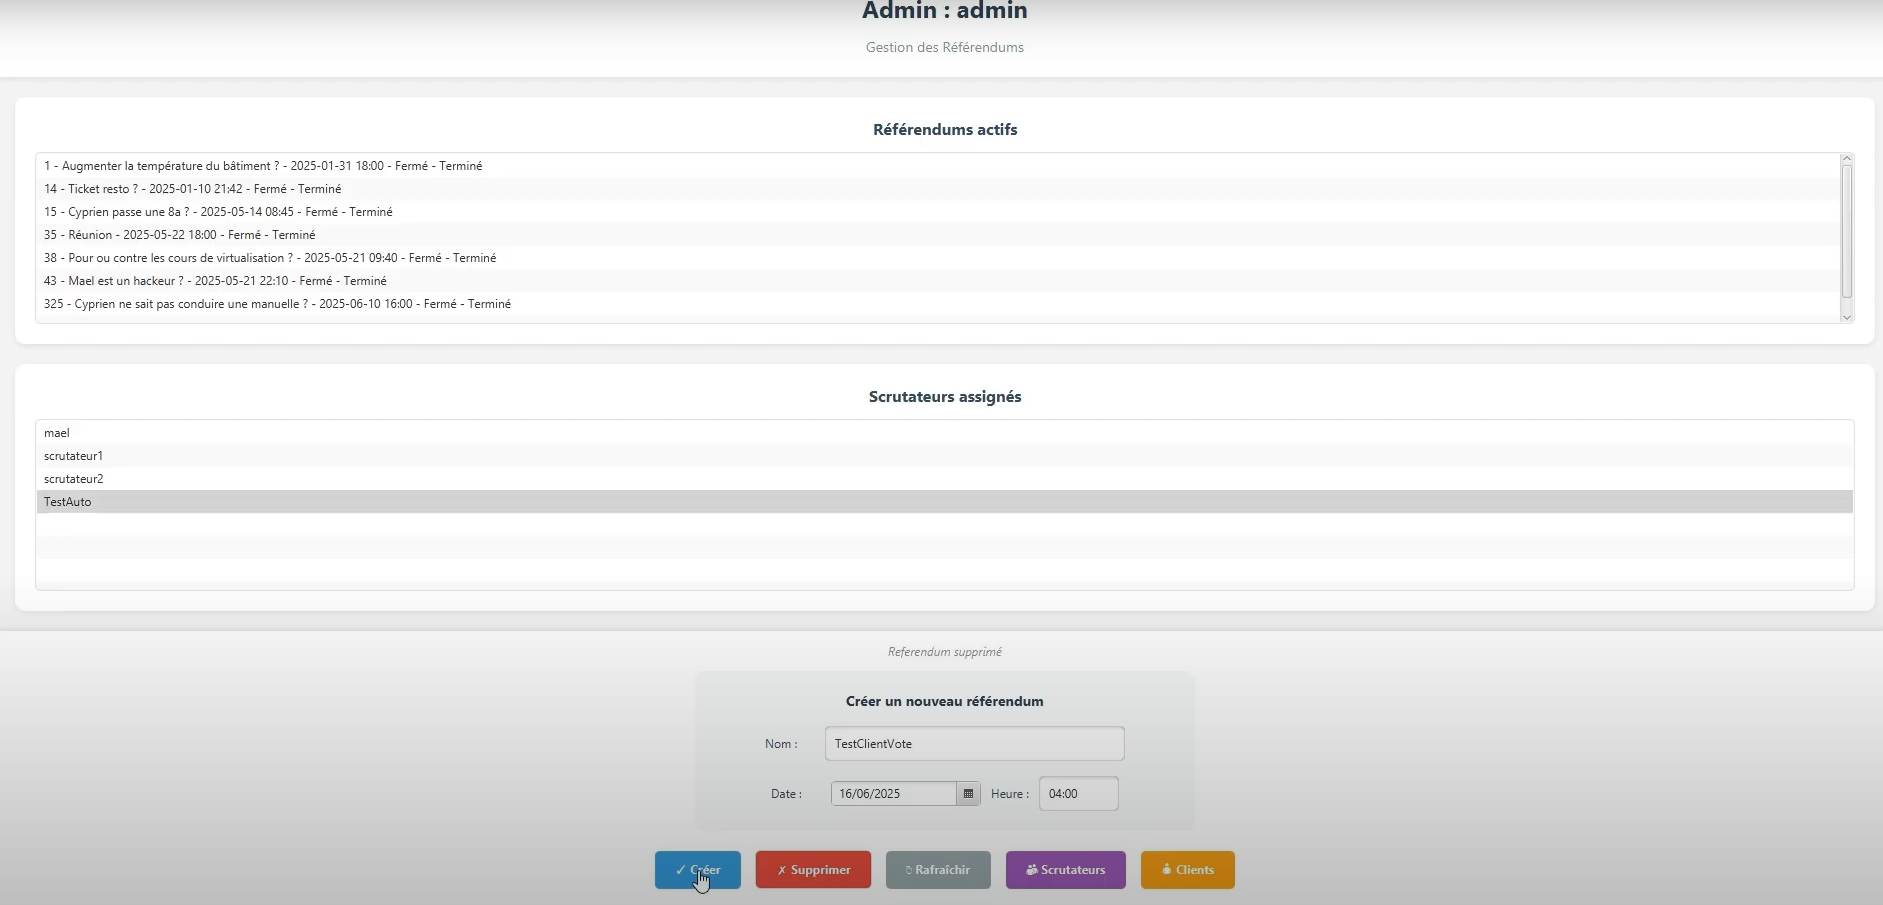 Admin : admin
Gestion des Référendums
Référendums actifs
1 - Augmenter la température du bâtiment ? - 2025-01-31 18:00 - Fermé - Terminé
14 - Ticket resto ? - 2025-01-10 21:42 - Fermé - Terminé
15 - Cyprien passe une 8a ? - 2025-05-14 08:45 - Fermé - Terminé
35 - Réunion - 2025-05-22 18:00 - Fermé - Terminé
38 - Pour ou contre les cours de virtualisation ? - 2025-05-21 09:40 - Fermé - Terminé
43 - Mael est un hackeur ? - 2025-05-21 22:10 - Fermé - Terminé
325 - Cyprien ne sait pas conduire une manuelle ? - 2025-06-10 16:00 - Fermé - Terminé
Scrutateurs assignés
mael
scrutateur1
scrutateur2
TestAuto
Referendum supprimé
Créer un nouveau référendum
Nom : TestClientVote
Date : 16/06/2025 Heure : 04:00
✓ Créer ✗ Supprimer Rafraîchir Scrutateurs Clients